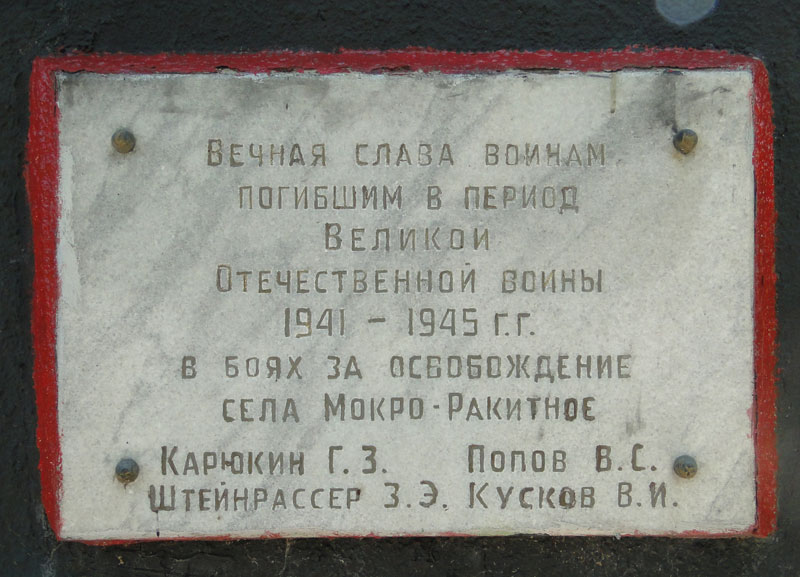 Вечная слава воинам
погибшим в период
Великой
Отечественной воины
1941 – 1945 г.г.
в боях за освобождение
села Мокро-Ракитное
Карюкин Г.З. Попов В.С.
Штейнрассер З.Э. Кусков В.И.